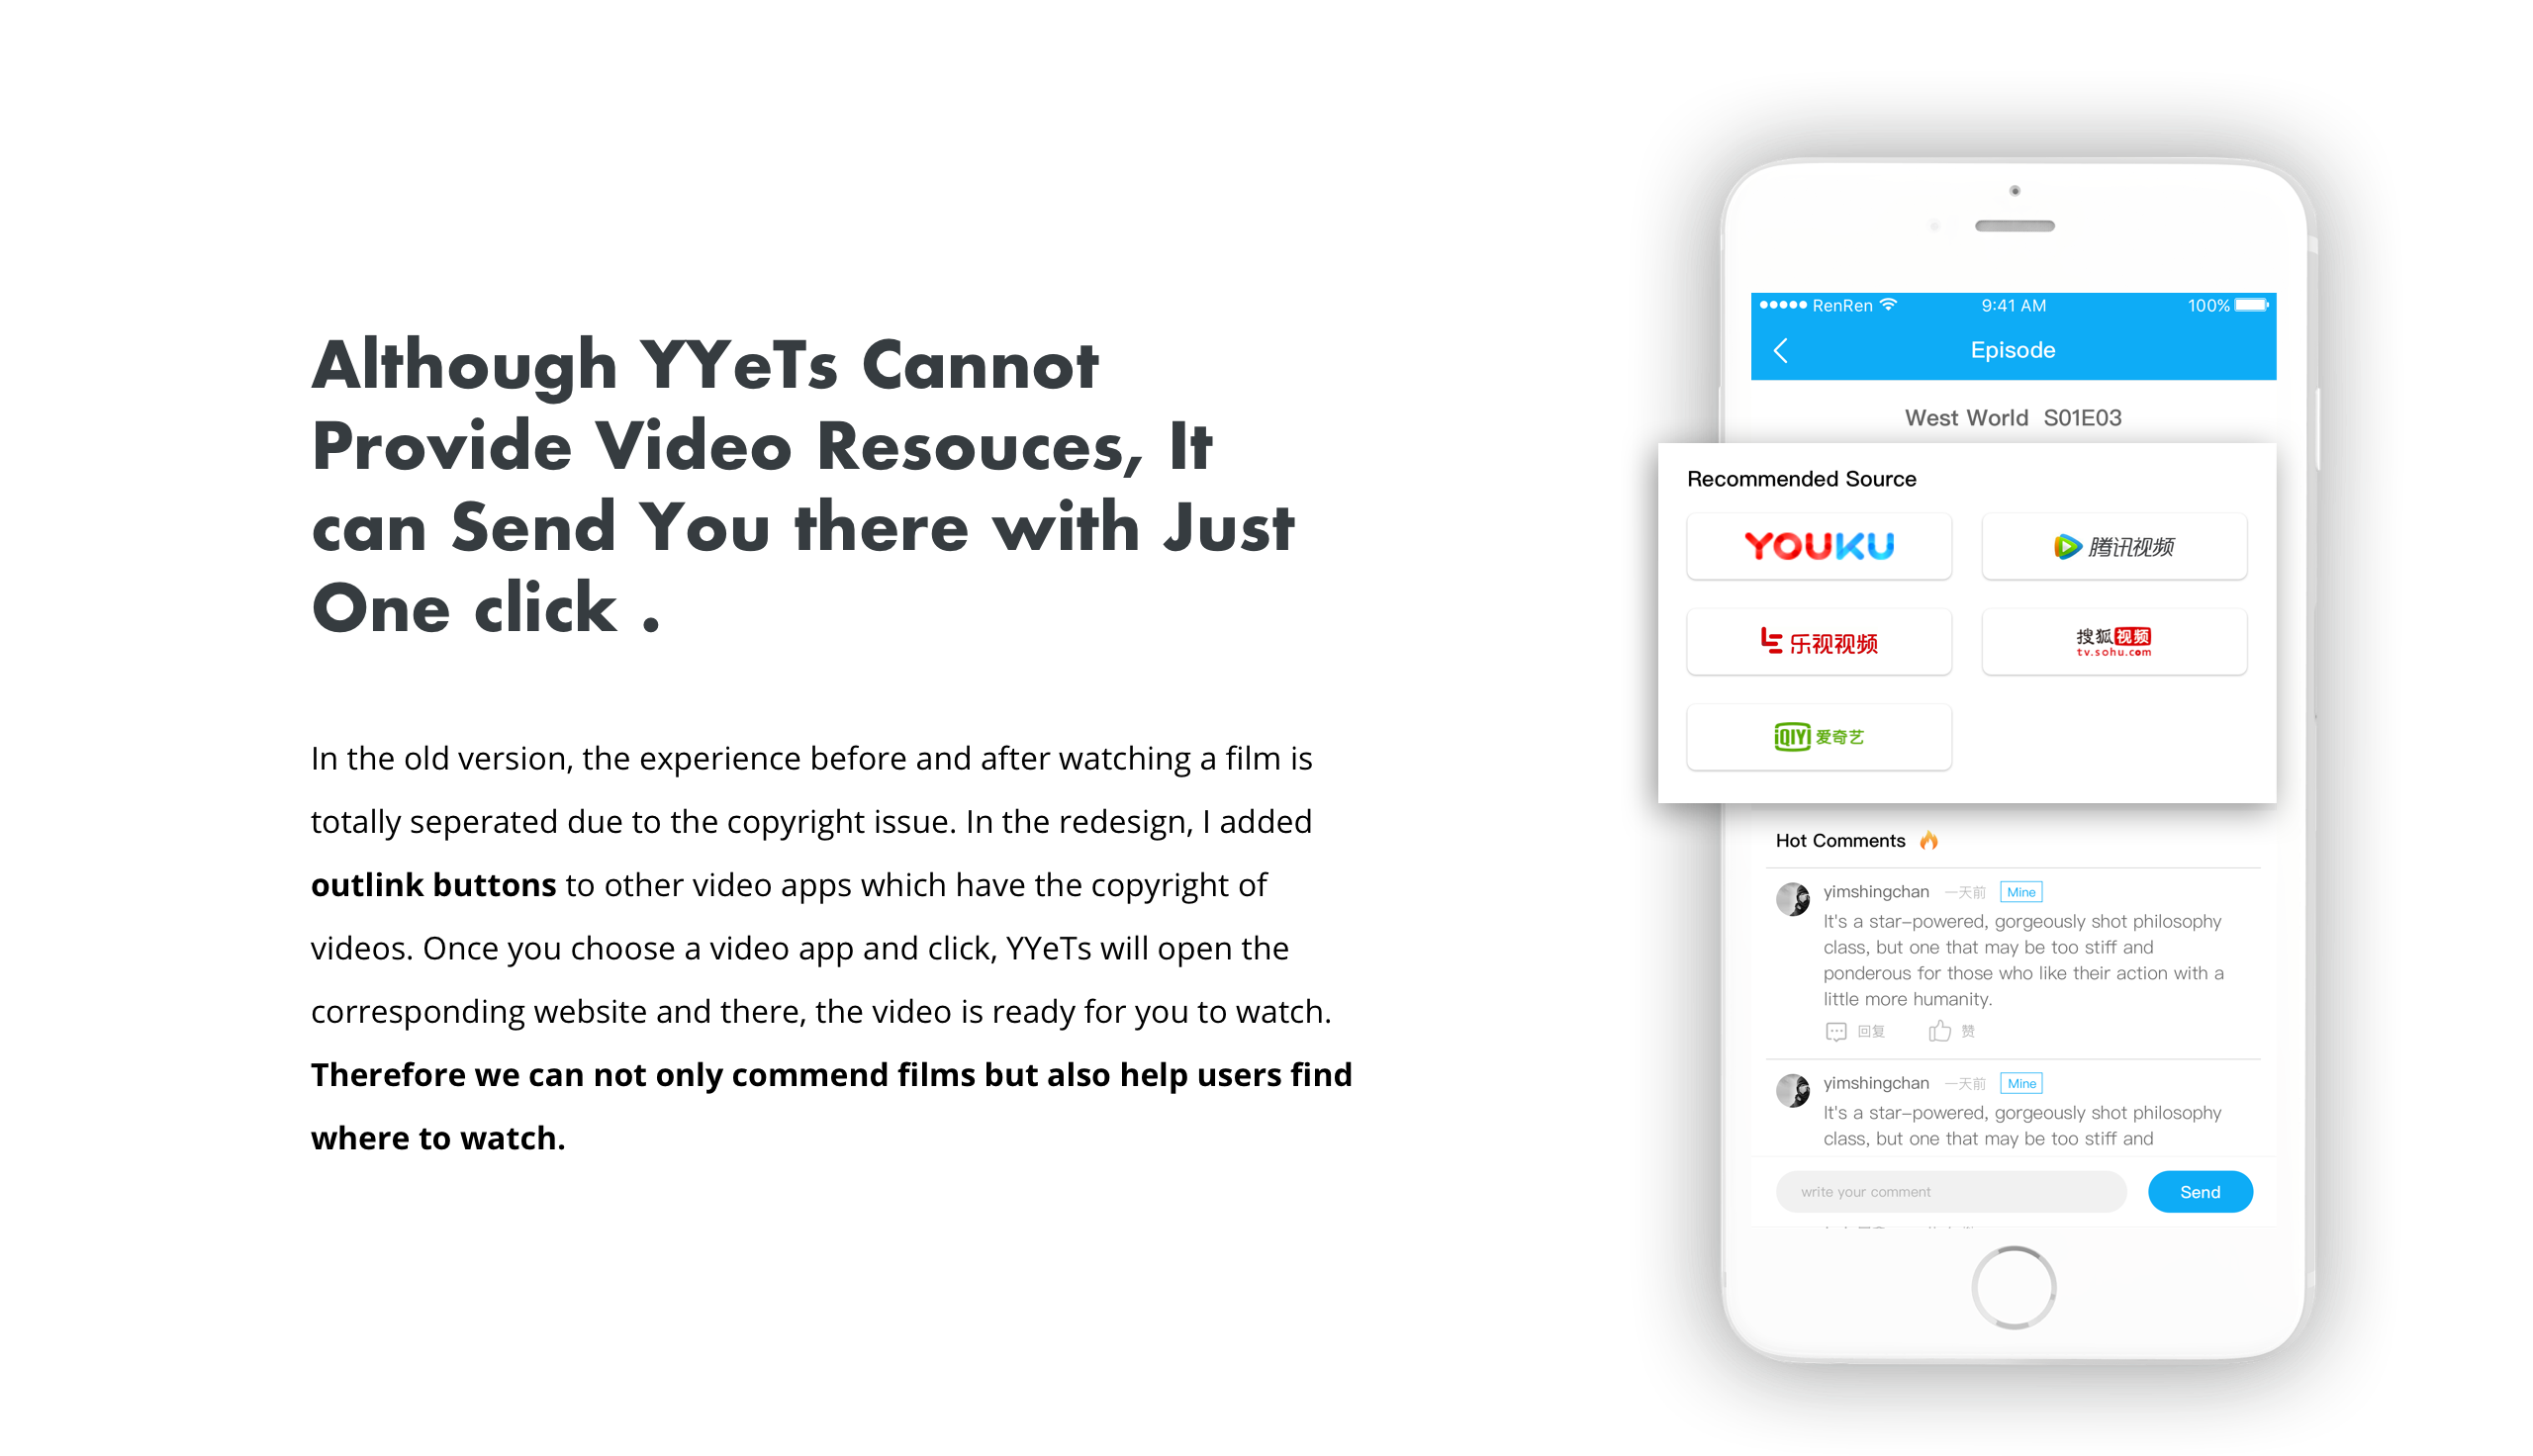 Although YYeTs Cannot
Provide Video Resouces, It
can Send You there with Just
One click .
In the old version, the experience before and after watching a film is
totally seperated due to the copyright issue. In the redesign, I added
outlink buttons to other video apps which have the copyright of
videos. Once you choose a video app and click, YYeTs will open the
corresponding website and there, the video is ready for you to watch.
Therefore we can not only commend films but also help users find
where to watch.
RenRen 9:41 AM 100%
Episode
West World S01E03
Recommended Source
YOUKU 腾讯视频
乐视视频 搜狐视频
tv.sohu.com
iQIYI 爱奇艺
Hot Comments
yimshingchan 一天前 Mine
It's a star-powered, gorgeously shot philosophy
class, but one that may be too stiff and
ponderous for those who like their action with a
little more humanity.
回复 赞
yimshingchan 一天前 Mine
It's a star-powered, gorgeously shot philosophy
class, but one that may be too stiff and
write your comment Send